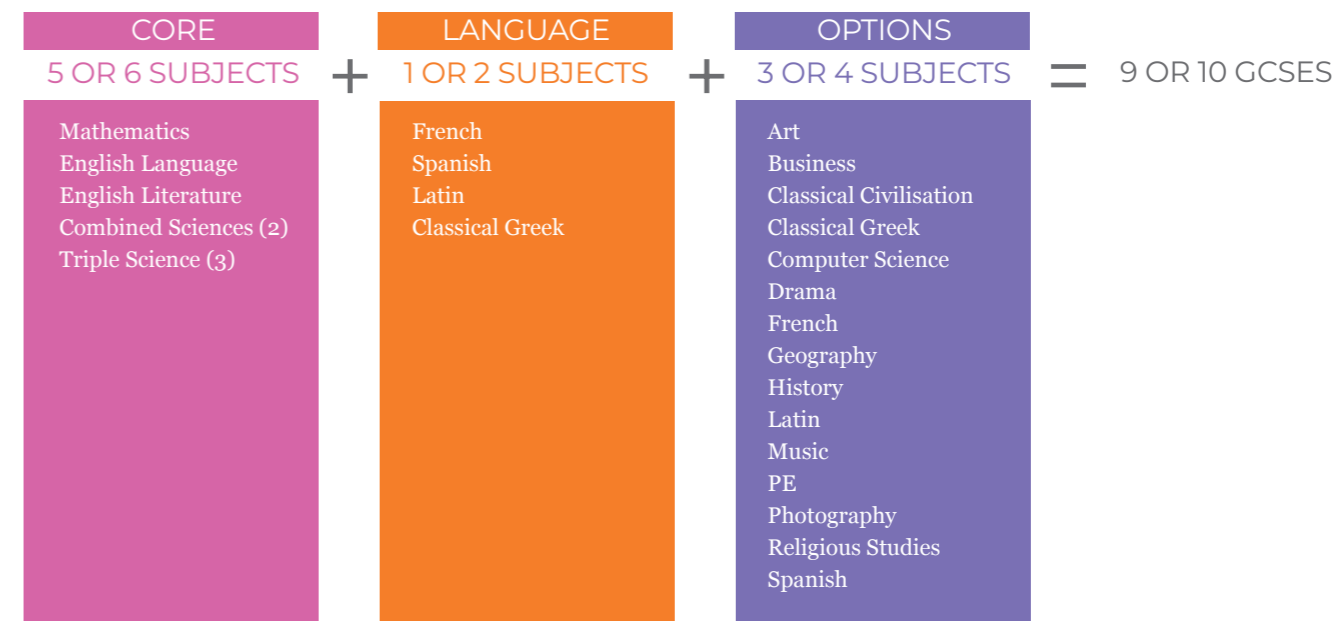 CORE
5 OR 6 SUBJECTS
Mathematics
English Language
English Literature
Combined Sciences (2)
Triple Science (3)
+
LANGUAGE
1 OR 2 SUBJECTS
French
Spanish
Latin
Classical Greek
+
OPTIONS
3 OR 4 SUBJECTS
Art
Business
Classical Civilisation
Classical Greek
Computer Science
Drama
French
Geography
History
Latin
Music
PE
Photography
Religious Studies
Spanish
=
9 OR 10 GCSES